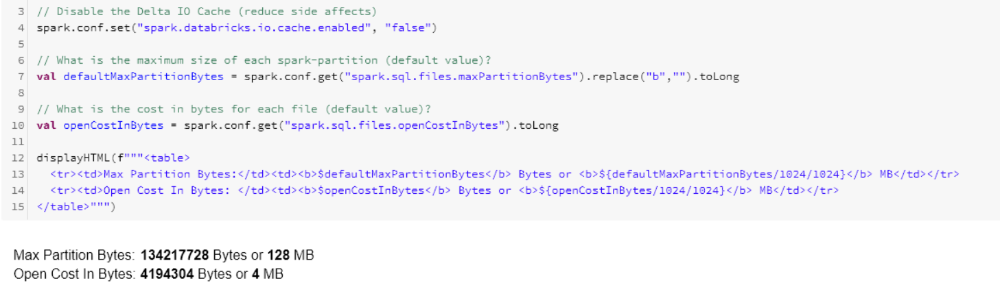 3 // Disable the Delta IO Cache (reduce side affects)
4 spark.conf.set("spark.databricks.io.cache.enabled", "false")
5
6 // What is the maximum size of each spark-partition (default value)?
7 val defaultMaxPartitionBytes = spark.conf.get("spark.sql.files.maxPartitionBytes").replace("b","").toLong
8
9 // What is the cost in bytes for each file (default value)?
10 val openCostInBytes = spark.conf.get("spark.sql.files.openCostInBytes").toLong
11
12 displayHTML(f"""<table>
13   <tr><td>Max Partition Bytes:</td><td><b>$defaultMaxPartitionBytes</b> Bytes or <b>${defaultMaxPartitionBytes/1024/1024}</b> MB</td></tr>
14   <tr><td>Open Cost In Bytes: </td><td><b>$openCostInBytes</b> Bytes or <b>${openCostInBytes/1024/1024}</b> MB</td></tr>
15 </table>""")
Max Partition Bytes: 134217728 Bytes or 128 MB
Open Cost In Bytes: 4194304 Bytes or 4 MB